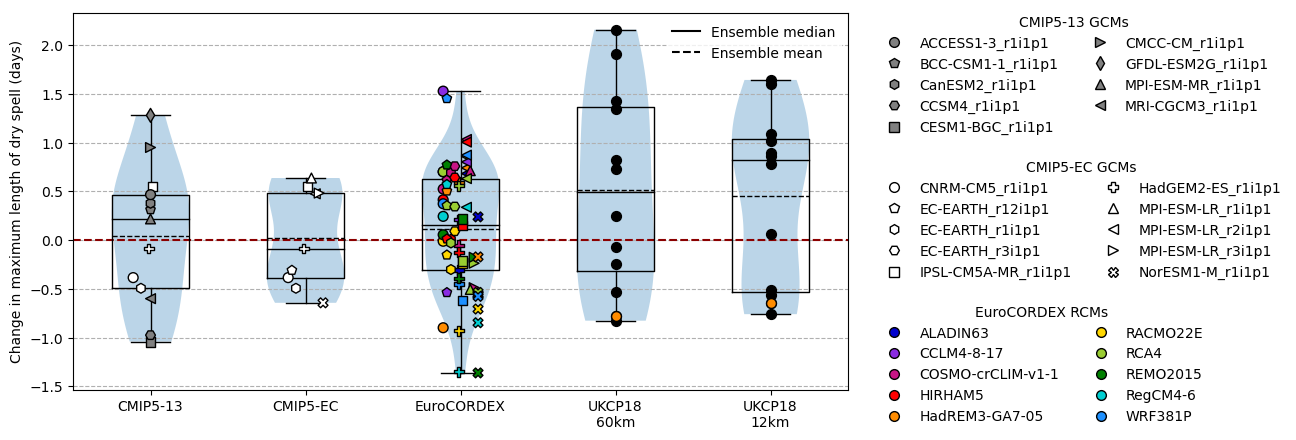 Change in maximum length of dry spell (days)
2.0
1.5
1.0
0.5
0.0
−0.5
−1.0
−1.5
Ensemble median
Ensemble mean
CMIP5-13
CMIP5-EC
EuroCORDEX
UKCP18
60km
UKCP18
12km
CMIP5-13 GCMs
ACCESS1-3_r1i1p1
BCC-CSM1-1_r1i1p1
CanESM2_r1i1p1
CCSM4_r1i1p1
CESM1-BGC_r1i1p1
CMCC-CM_r1i1p1
GFDL-ESM2G_r1i1p1
MPI-ESM-MR_r1i1p1
MRI-CGCM3_r1i1p1
CMIP5-EC GCMs
CNRM-CM5_r1i1p1
EC-EARTH_r12i1p1
EC-EARTH_r1i1p1
EC-EARTH_r3i1p1
IPSL-CM5A-MR_r1i1p1
HadGEM2-ES_r1i1p1
MPI-ESM-LR_r1i1p1
MPI-ESM-LR_r2i1p1
MPI-ESM-LR_r3i1p1
NorESM1-M_r1i1p1
EuroCORDEX RCMs
ALADIN63
CCLM4-8-17
COSMO-crCLIM-v1-1
HIRHAM5
HadREM3-GA7-05
RACMO22E
RCA4
REMO2015
RegCM4-6
WRF381P